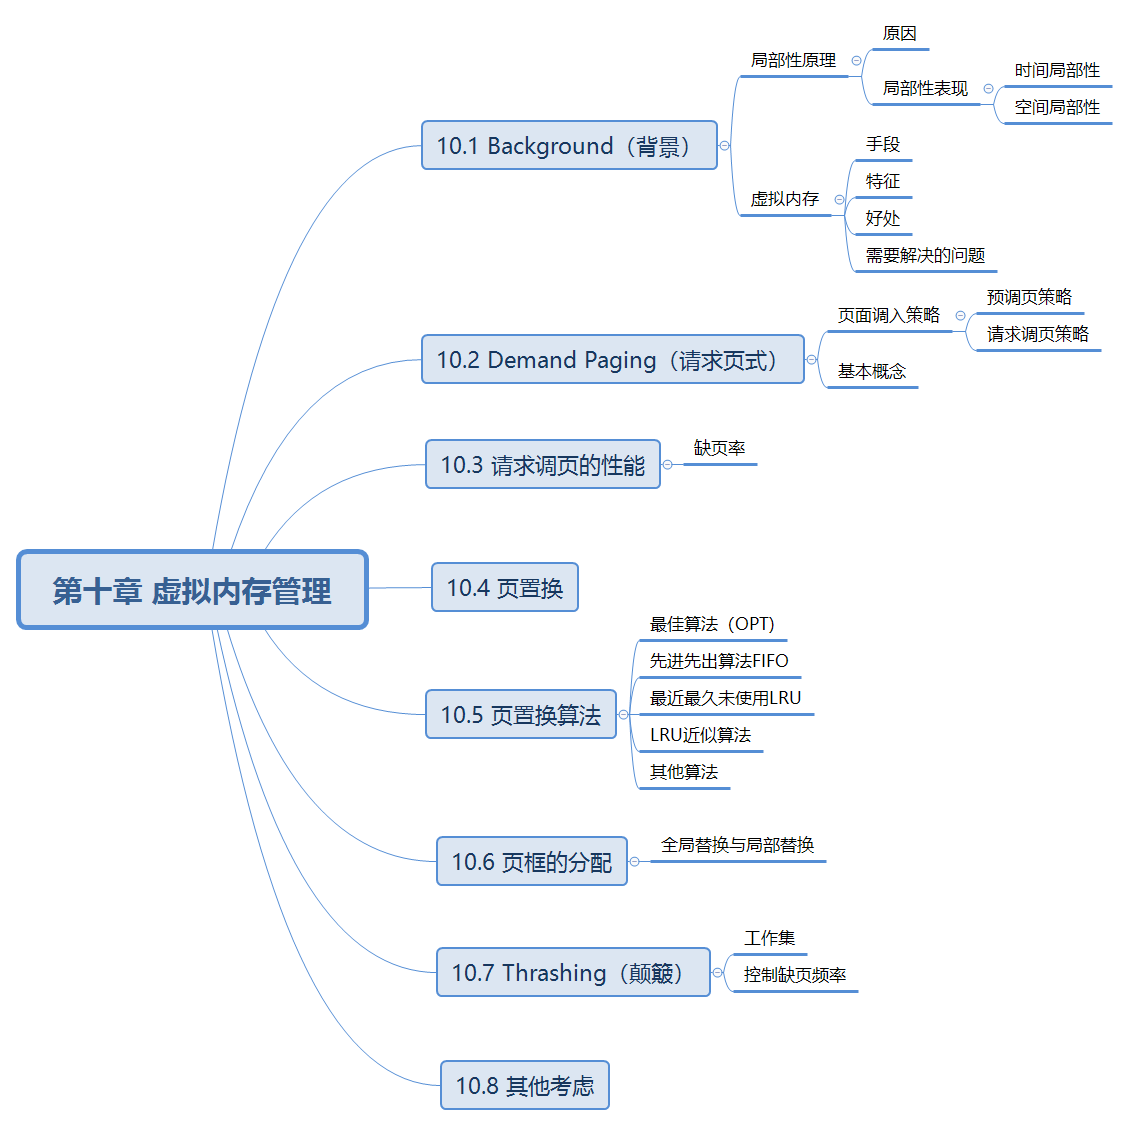 第十章 虚拟内存管理
10.1 Background（背景）
局部性原理
原因
局部性表现
时间局部性
空间局部性
虚拟内存
手段
特征
好处
需要解决的问题
10.2 Demand Paging（请求页式）
页面调入策略
预调页策略
请求调页策略
基本概念
10.3 请求调页的性能
缺页率
10.4 页置换
10.5 页置换算法
最佳算法（OPT)
先进先出算法FIFO
最近最久未使用LRU
LRU近似算法
其他算法
10.6 页框的分配
全局替换与局部替换
10.7 Thrashing（颠簸）
工作集
控制缺页频率
10.8 其他考虑